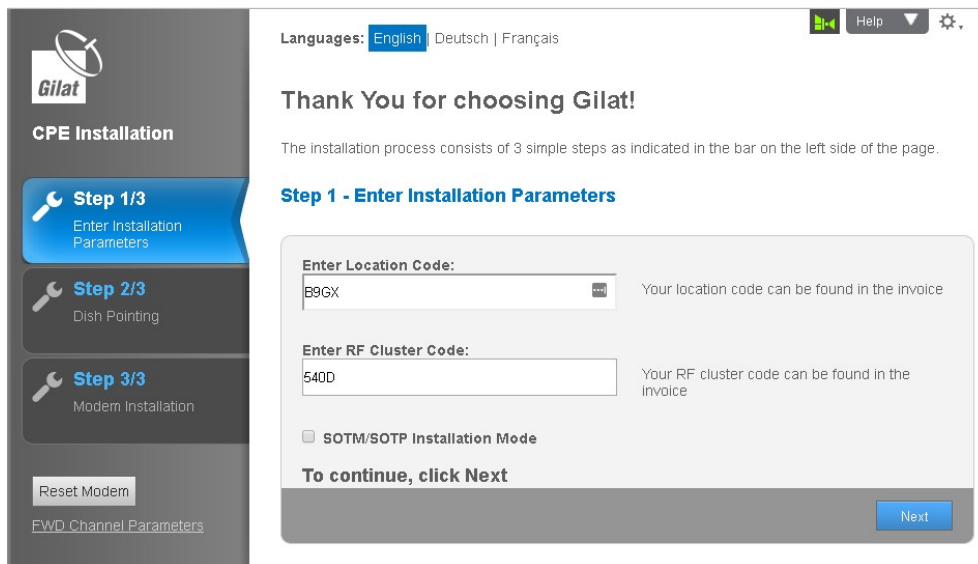 Gilat
CPE Installation
Step 1/3
Enter Installation
Parameters
Step 2/3
Dish Pointing
Step 3/3
Modem Installation
Reset Modem
FWD Channel Parameters
Languages: English | Deutsch | Français
Help
Thank You for choosing Gilat!
The installation process consists of 3 simple steps as indicated in the bar on the left side of the page.
Step 1 - Enter Installation Parameters
Enter Location Code:
B9GX
Your location code can be found in the invoice
Enter RF Cluster Code:
540D
Your RF cluster code can be found in the
invoice
SOTM/SOTP Installation Mode
To continue, click Next
Next